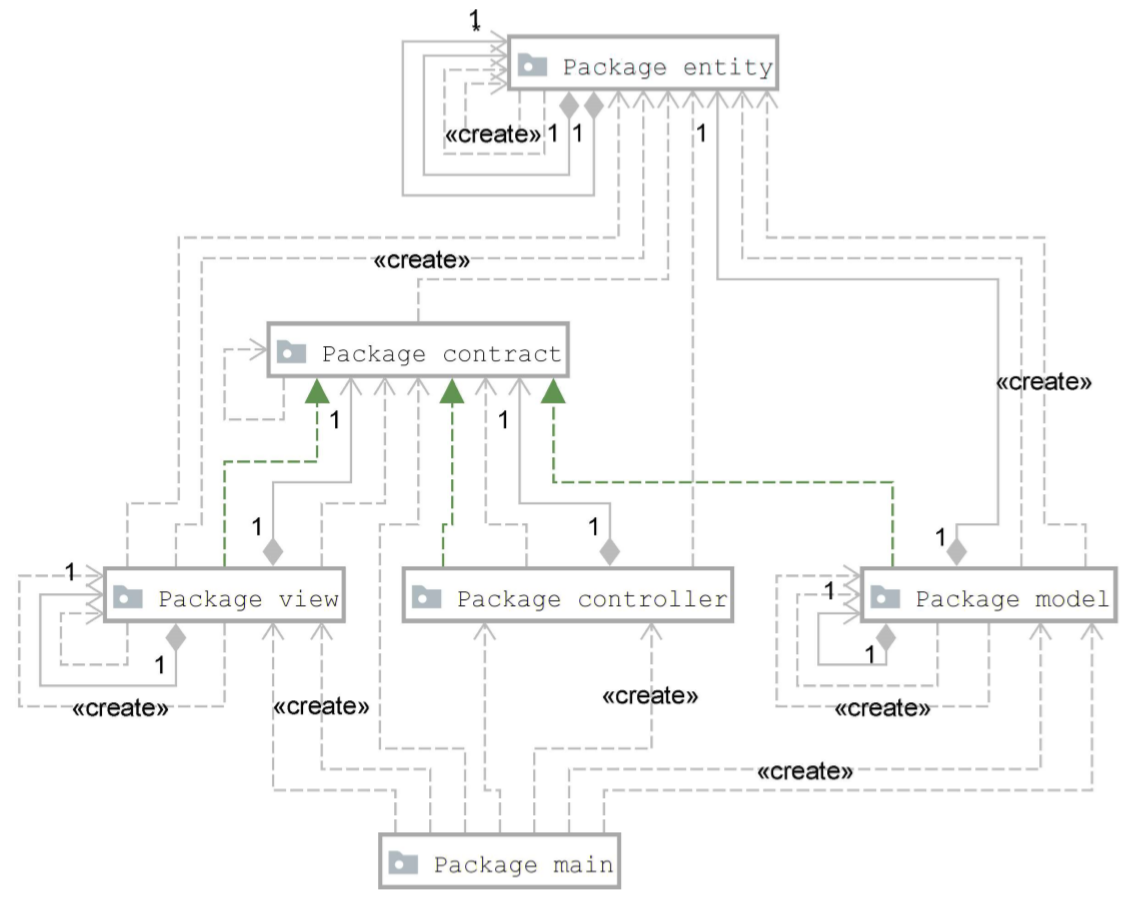 1
*
Package entity
«create» 1 1 1
«create»
Package contract
«create»
1 1
1 1 1
1 1
Package view Package controller Package model
1 1
«create» «create» «create» «create»
«create»
Package main